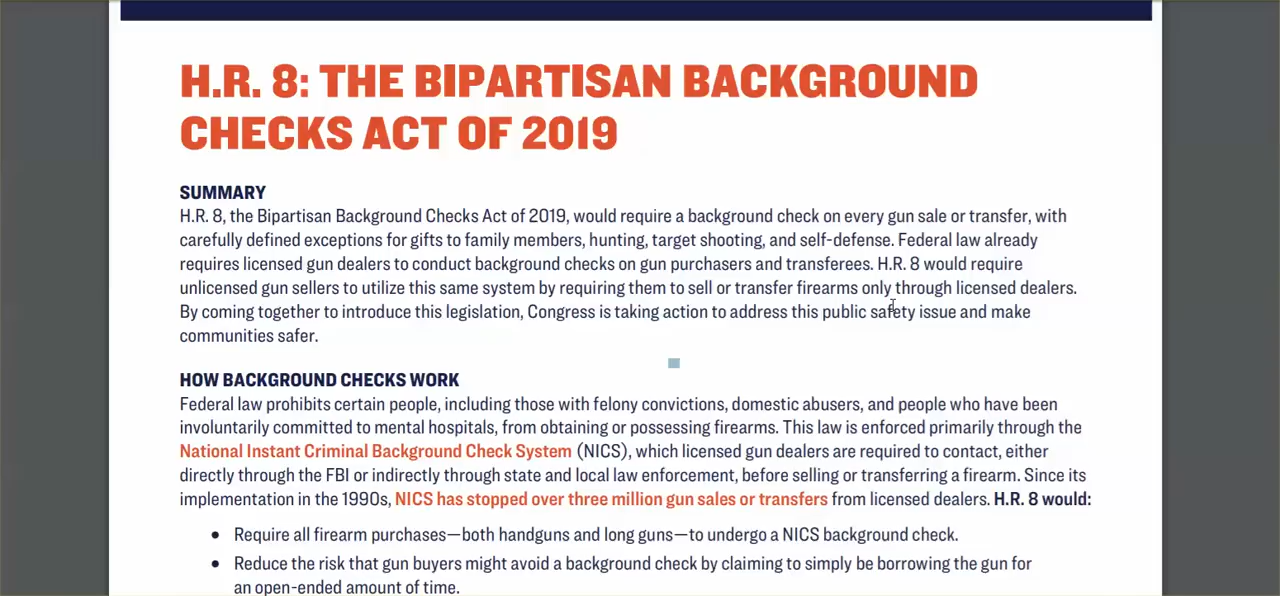 H.R. 8: THE BIPARTISAN BACKGROUND
CHECKS ACT OF 2019
SUMMARY
H.R. 8, the Bipartisan Background Checks Act of 2019, would require a background check on every gun sale or transfer, with
carefully defined exceptions for gifts to family members, hunting, target shooting, and self-defense. Federal law already
requires licensed gun dealers to conduct background checks on gun purchasers and transferees. H.R. 8 would require
unlicensed gun sellers to utilize this same system by requiring them to sell or transfer firearms only through licensed dealers.
By coming together to introduce this legislation, Congress is taking action to address this public safety issue and make
communities safer.
HOW BACKGROUND CHECKS WORK
Federal law prohibits certain people, including those with felony convictions, domestic abusers, and people who have been
involuntarily committed to mental hospitals, from obtaining or possessing firearms. This law is enforced primarily through the
National Instant Criminal Background Check System (NICS), which licensed gun dealers are required to contact, either
directly through the FBI or indirectly through state and local law enforcement, before selling or transferring a firearm. Since its
implementation in the 1990s, NICS has stopped over three million gun sales or transfers from licensed dealers. H.R. 8 would:
• Require all firearm purchases—both handguns and long guns—to undergo a NICS background check.
• Reduce the risk that gun buyers might avoid a background check by claiming to simply be borrowing the gun for
an open-ended amount of time.